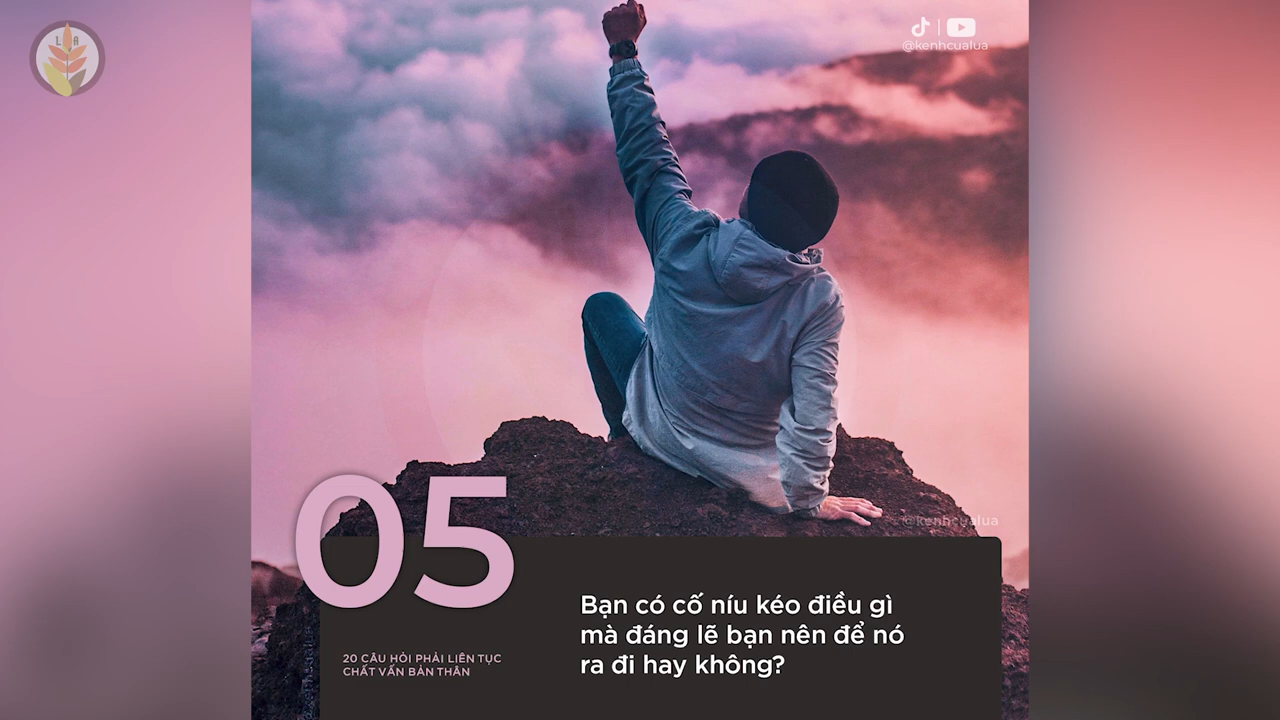 L A
@kenhcualua
@kenhcualua
05
20 CÂU HỎI PHẢI LIÊN TỤC
CHẤT VẤN BẢN THÂN
Bạn có cố níu kéo điều gì
mà đáng lẽ bạn nên để nó
ra đi hay không?